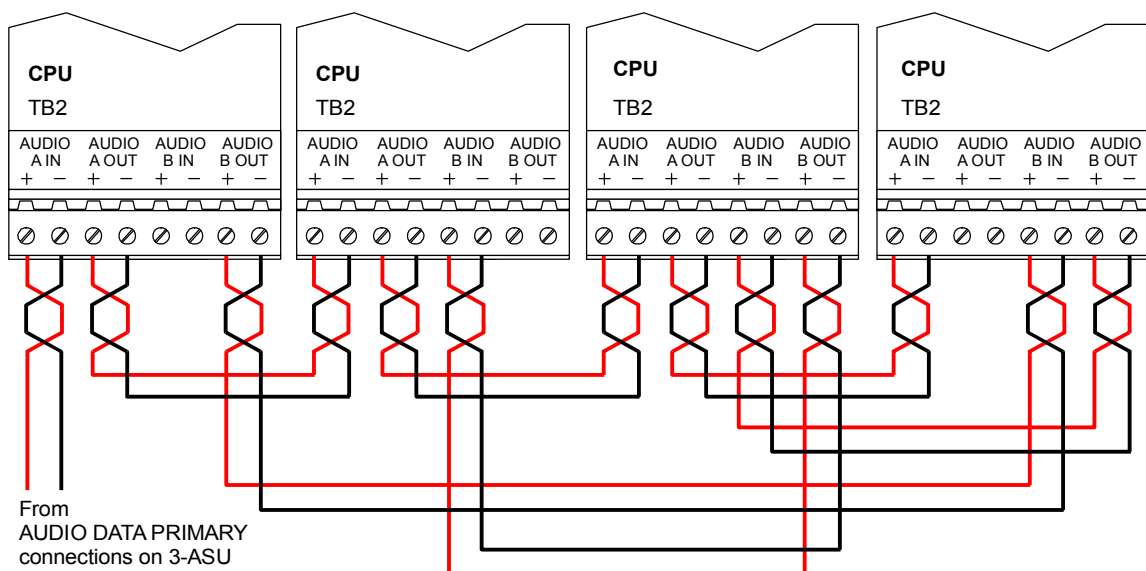 CPU CPU CPU CPU
TB2 TB2 TB2 TB2
AUDIO AUDIO AUDIO AUDIO AUDIO AUDIO AUDIO AUDIO AUDIO AUDIO AUDIO AUDIO AUDIO AUDIO AUDIO AUDIO
A IN A OUT B IN B OUT A IN A OUT B IN B OUT A IN A OUT B IN B OUT A IN A OUT B IN B OUT
+ − + − + − + − + − + − + − + − + − + − + − + − + − + − + − + −
From
AUDIO DATA PRIMARY
connections on 3-ASU